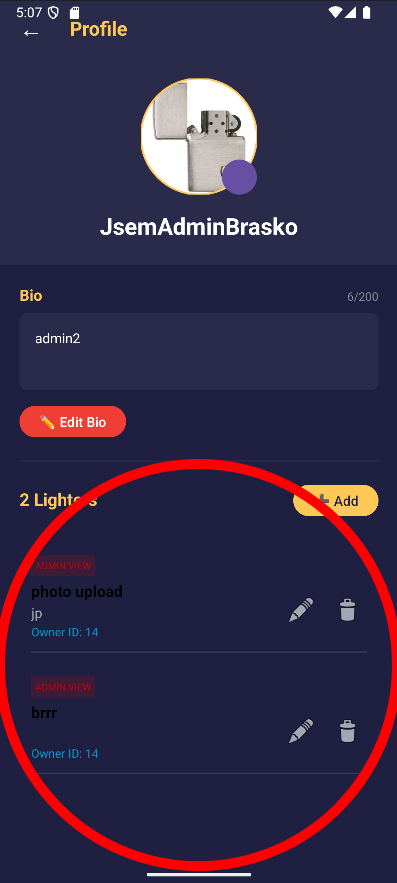 5:07
Profile
JsemAdminBrasko
Bio
6/200
admin2
✏️ Edit Bio
2 Lighters
➕ Add
ADMIN VIEW
photo upload
jp
Owner ID: 14
ADMIN VIEW
brrr
Owner ID: 14